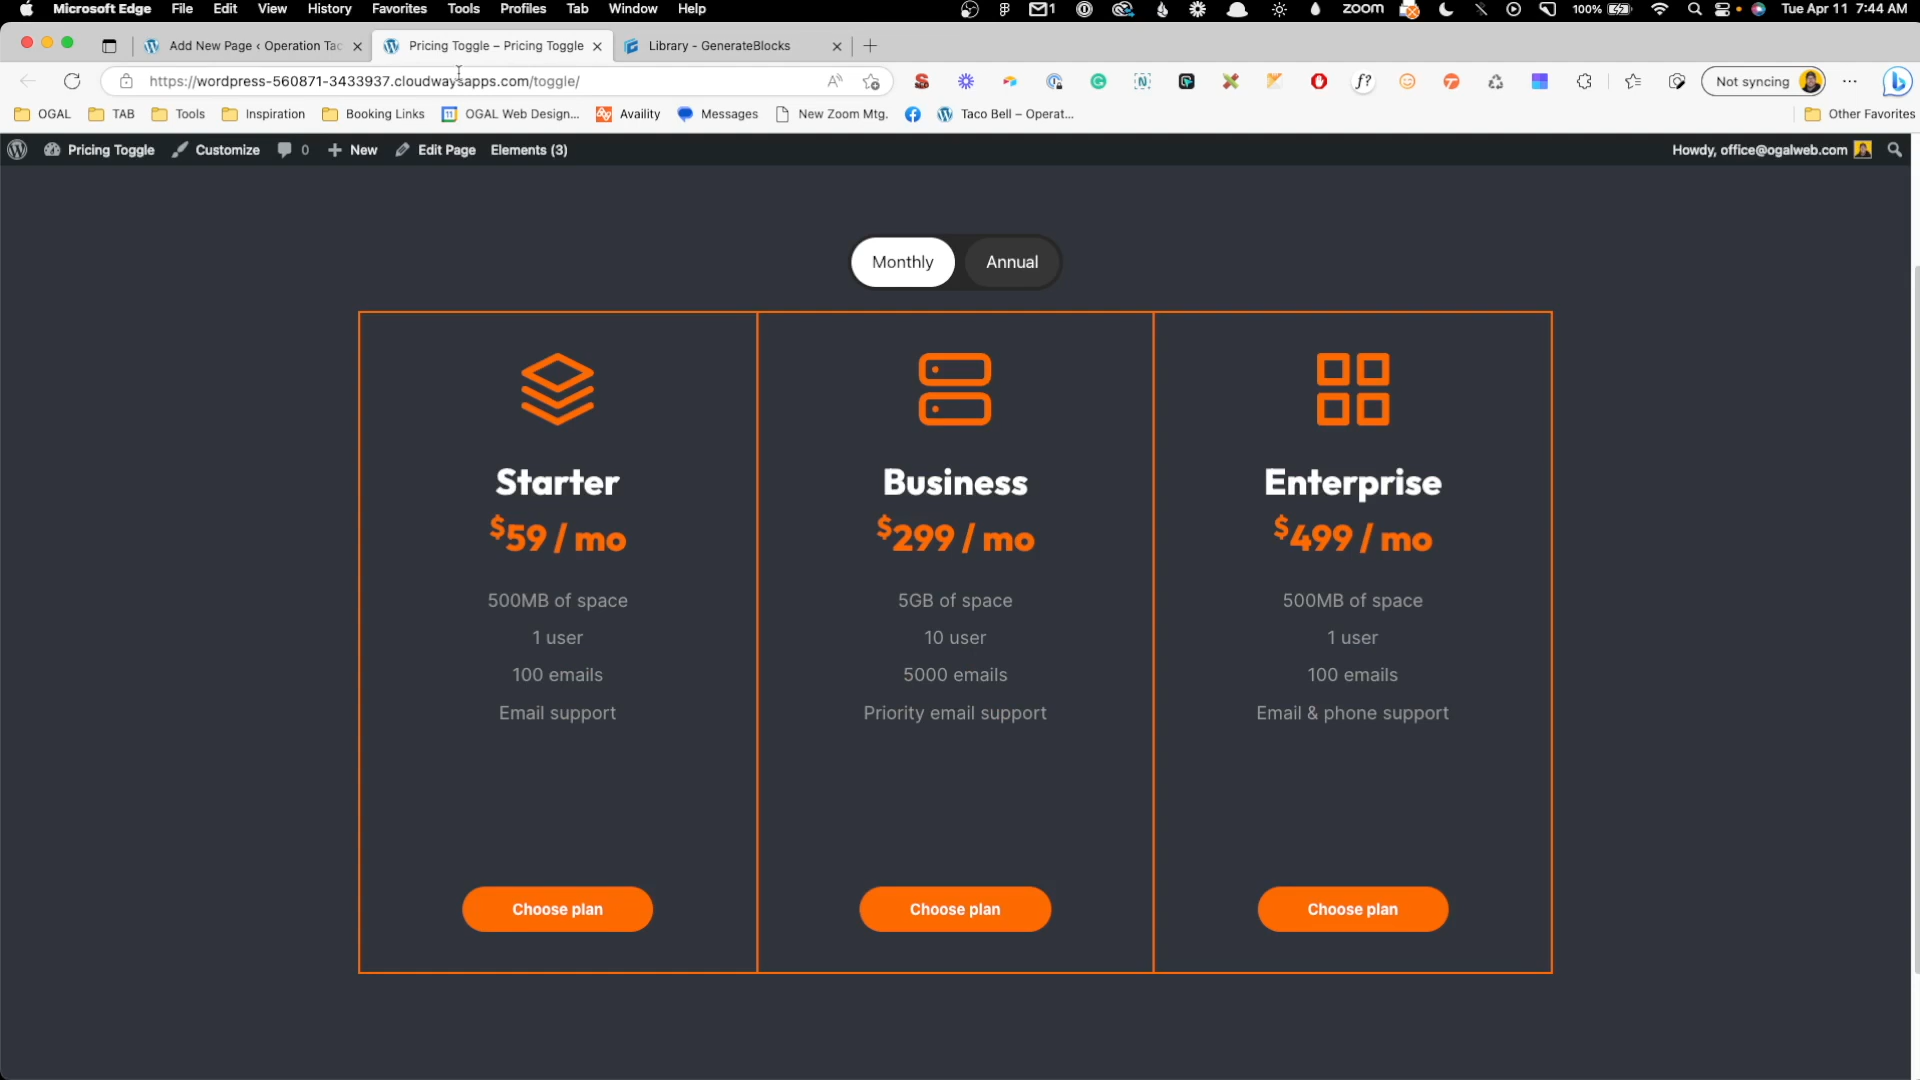 Microsoft Edge File Edit View History Favorites Tools Profiles Tab Window Help 1 zoom 100% Tue Apr 11 7:44 AM
Add New Page ‹ Operation Tac Pricing Toggle – Pricing Toggle Library - GenerateBlocks
https://wordpress-560871-3433937.cloudwaysapps.com/toggle/ Not syncing
OGAL TAB Tools Inspiration Booking Links OGAL Web Design... Availity Messages New Zoom Mtg. Taco Bell – Operat... Other Favorites
Pricing Toggle Customize 0 New Edit Page Elements (3) Howdy, office@ogalweb.com
Monthly Annual
Starter Business Enterprise
$59 / mo $299 / mo $499 / mo
500MB of space 5GB of space 500MB of space
1 user 10 user 1 user
100 emails 5000 emails 100 emails
Email support Priority email support Email & phone support
Choose plan Choose plan Choose plan